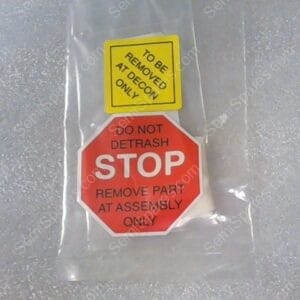 TO BE
REMOVED
AT DECON
ONLY
DO NOT
DETRASH
STOP
REMOVE PART
AT ASSEMBLY
ONLY